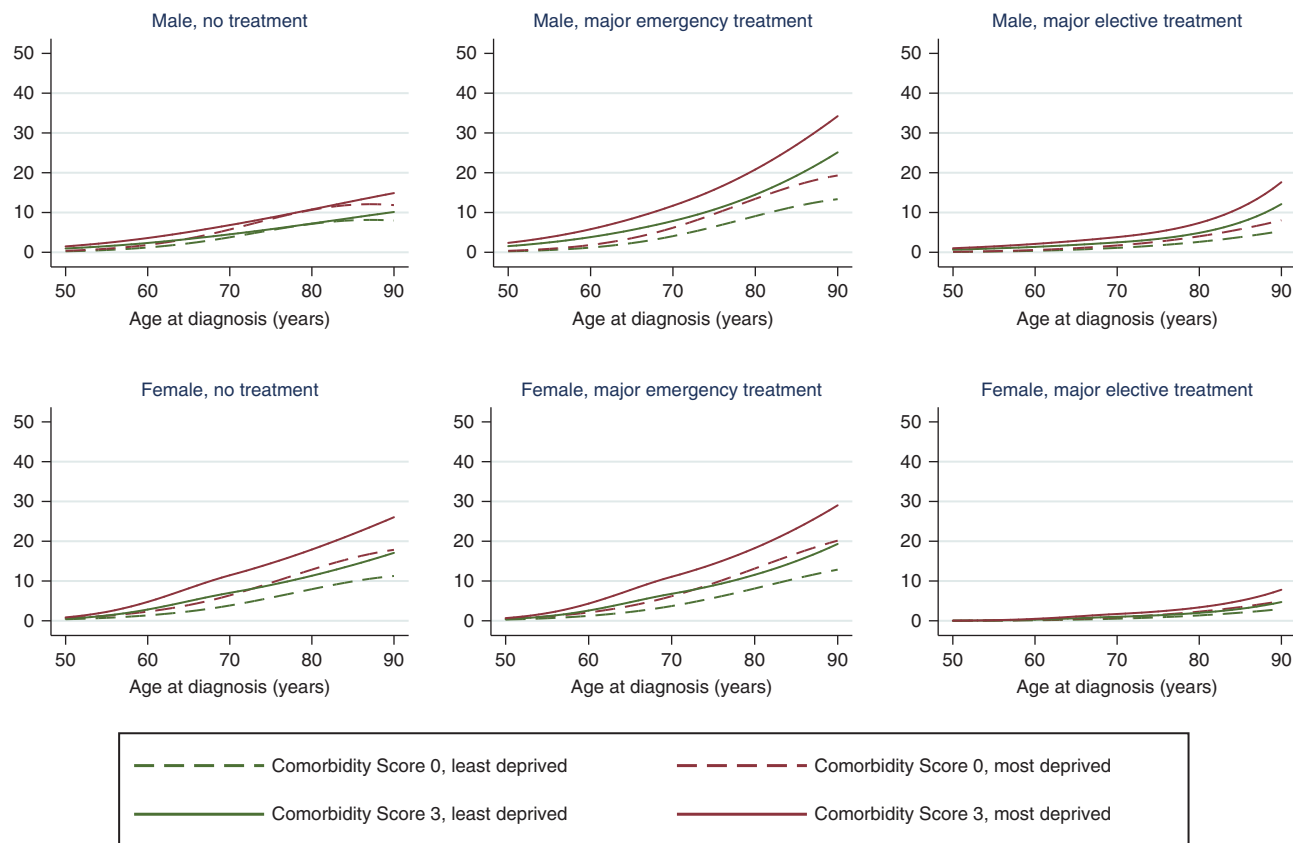 Male, no treatment
Male, major emergency treatment
Male, major elective treatment
50
40
30
20
10
0
50 60 70 80 90
Age at diagnosis (years)
50
40
30
20
10
0
50 60 70 80 90
Age at diagnosis (years)
50
40
30
20
10
0
50 60 70 80 90
Age at diagnosis (years)
Female, no treatment
Female, major emergency treatment
Female, major elective treatment
50
40
30
20
10
0
50 60 70 80 90
Age at diagnosis (years)
50
40
30
20
10
0
50 60 70 80 90
Age at diagnosis (years)
50
40
30
20
10
0
50 60 70 80 90
Age at diagnosis (years)
Comorbidity Score 0, least deprived
Comorbidity Score 0, most deprived
Comorbidity Score 3, least deprived
Comorbidity Score 3, most deprived